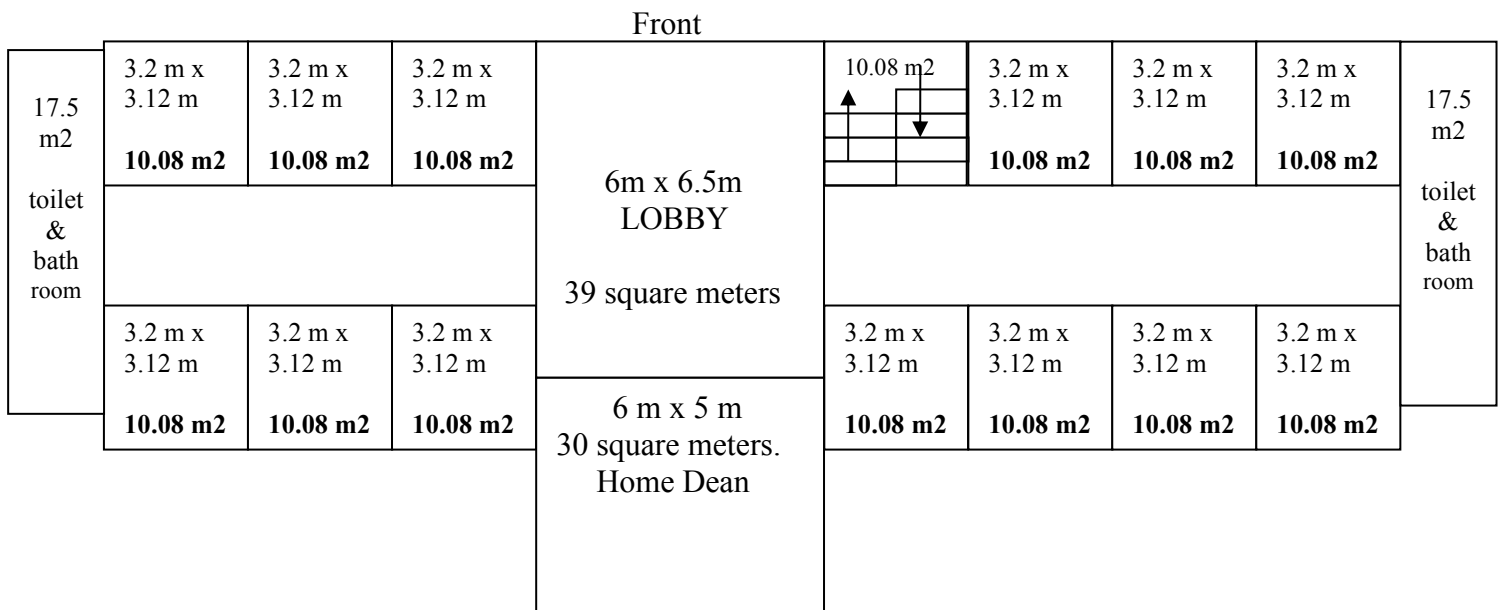 Front
17.5
m2
toilet
&
bath
room
3.2 m x
3.12 m
10.08 m2
3.2 m x
3.12 m
10.08 m2
3.2 m x
3.12 m
10.08 m2
6m x 6.5m
LOBBY
39 square meters
10.08 m2
3.2 m x
3.12 m
10.08 m2
3.2 m x
3.12 m
10.08 m2
3.2 m x
3.12 m
10.08 m2
17.5
m2
toilet
&
bath
room
3.2 m x
3.12 m
10.08 m2
3.2 m x
3.12 m
10.08 m2
3.2 m x
3.12 m
10.08 m2
6 m x 5 m
30 square meters.
Home Dean
3.2 m x
3.12 m
10.08 m2
3.2 m x
3.12 m
10.08 m2
3.2 m x
3.12 m
10.08 m2
3.2 m x
3.12 m
10.08 m2